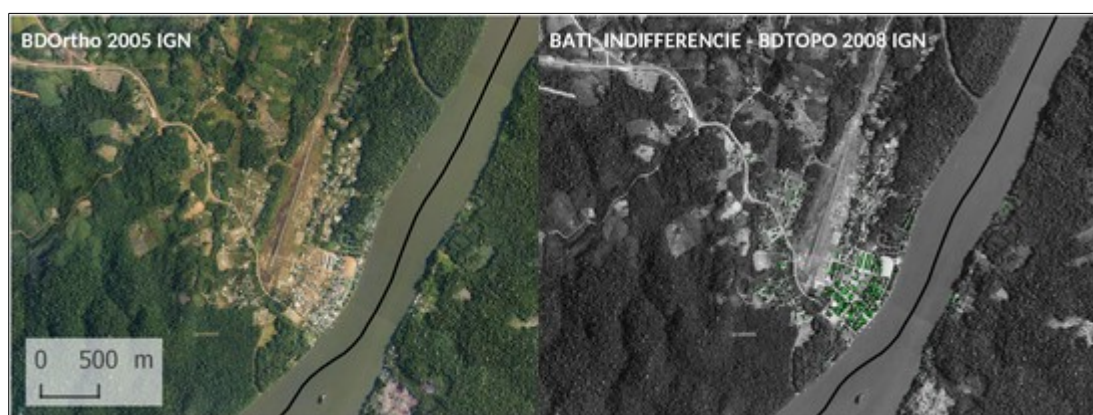 BDOrtho 2005 IGN
BATI_INDIFFERENCIE - BDTOPO 2008 IGN
0 500 m